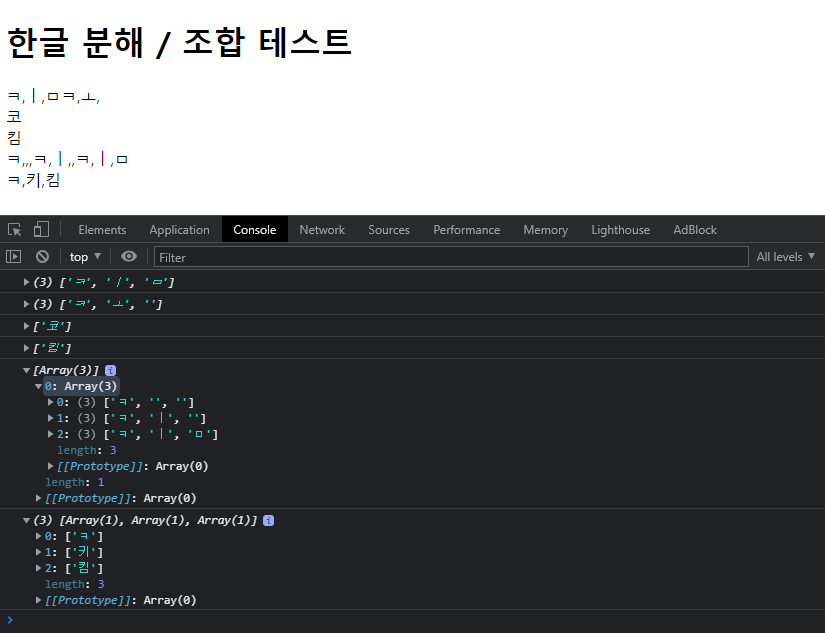 한글 분해 / 조합 테스트
ㅋ,ㅣ,ㅁㅋ,ㅗ,
코
킴
ㅋ,,,ㅋ,ㅣ,,ㅋ,ㅣ,ㅁ
ㅋ,키,킴
Elements Application Console Network Sources Performance Memory Lighthouse AdBlock
top ▼ Filter All levels ▼
▶ (3) ['ㅋ', 'ㅣ', 'ㅁ']
▶ (3) ['ㅋ', 'ㅗ', '']
▶ ['코']
▶ ['킴']
▼ [Array(3)] i
▼ 0: Array(3)
▶ 0: (3) ['ㅋ', '', '']
▶ 1: (3) ['ㅋ', 'ㅣ', '']
▶ 2: (3) ['ㅋ', 'ㅣ', 'ㅁ']
length: 3
▶ [[Prototype]]: Array(0)
length: 1
▶ [[Prototype]]: Array(0)
▼ (3) [Array(1), Array(1), Array(1)] i
▶ 0: ['ㅋ']
▶ 1: ['키']
▶ 2: ['킴']
length: 3
▶ [[Prototype]]: Array(0)
>